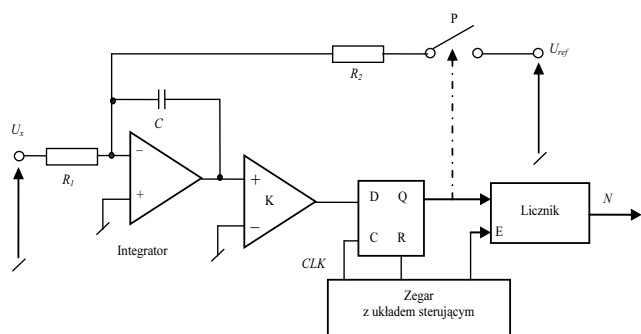 P
R2
Uref
Ux
C
R1
−
+
Integrator
+
K
−
D Q
C R
CLK
Licznik
E
N
Zegar
z układem sterującym